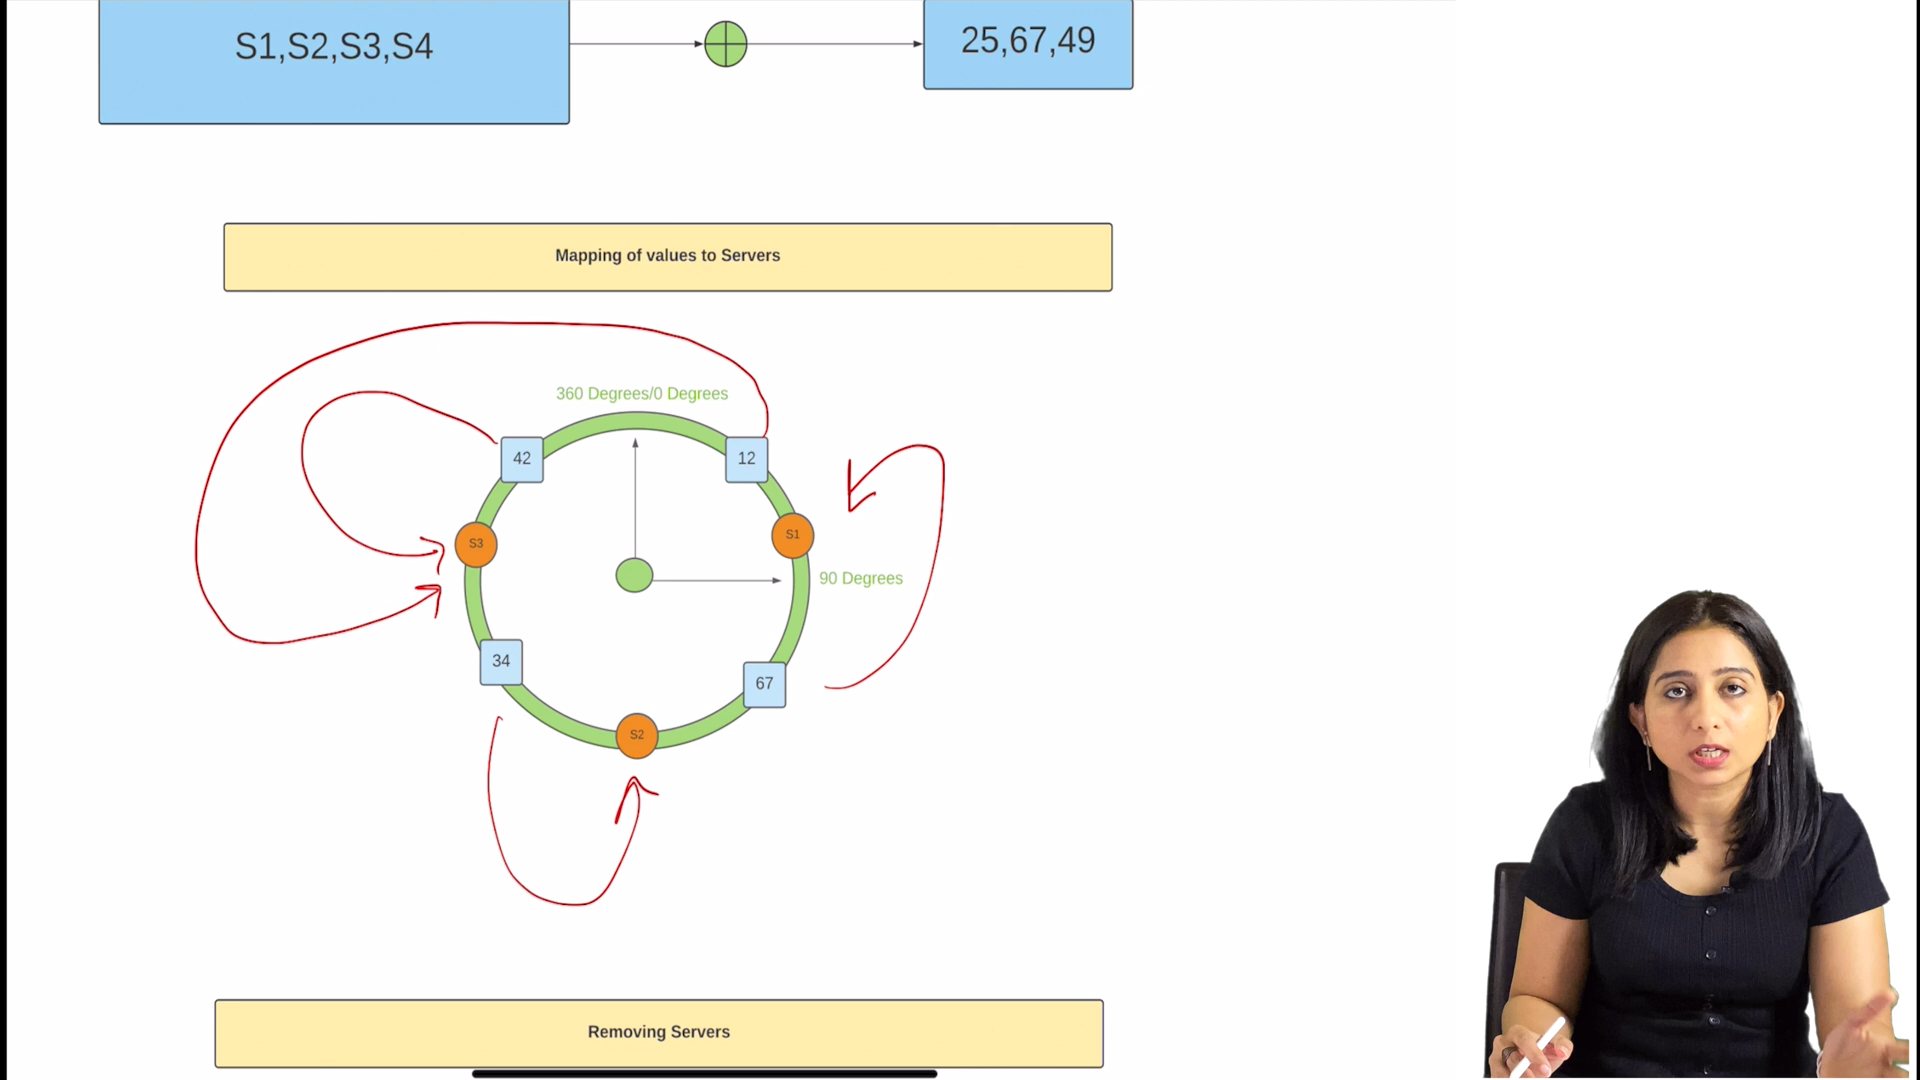 S1,S2,S3,S4
25,67,49
Mapping of values to Servers
360 Degrees/0 Degrees
42
12
S3
S1
90 Degrees
34
67
S2
Removing Servers